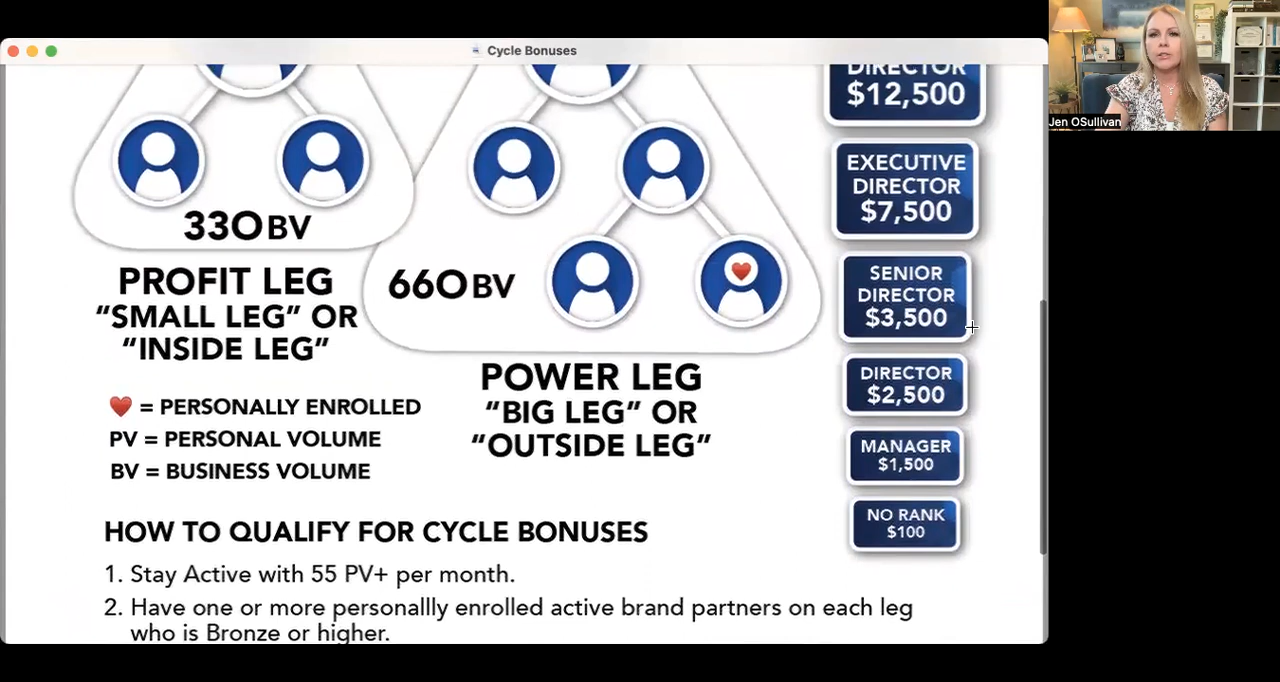 Cycle Bonuses
Jen OSullivan
330 BV
PROFIT LEG
“SMALL LEG” OR
“INSIDE LEG”
660 BV
POWER LEG
“BIG LEG” OR
“OUTSIDE LEG”
❤️ = PERSONALLY ENROLLED
PV = PERSONAL VOLUME
BV = BUSINESS VOLUME
DIRECTOR
$12,500
EXECUTIVE
DIRECTOR
$7,500
SENIOR
DIRECTOR
$3,500
DIRECTOR
$2,500
MANAGER
$1,500
NO RANK
$100
HOW TO QUALIFY FOR CYCLE BONUSES
1. Stay Active with 55 PV+ per month.
2. Have one or more personallly enrolled active brand partners on each leg
who is Bronze or higher.